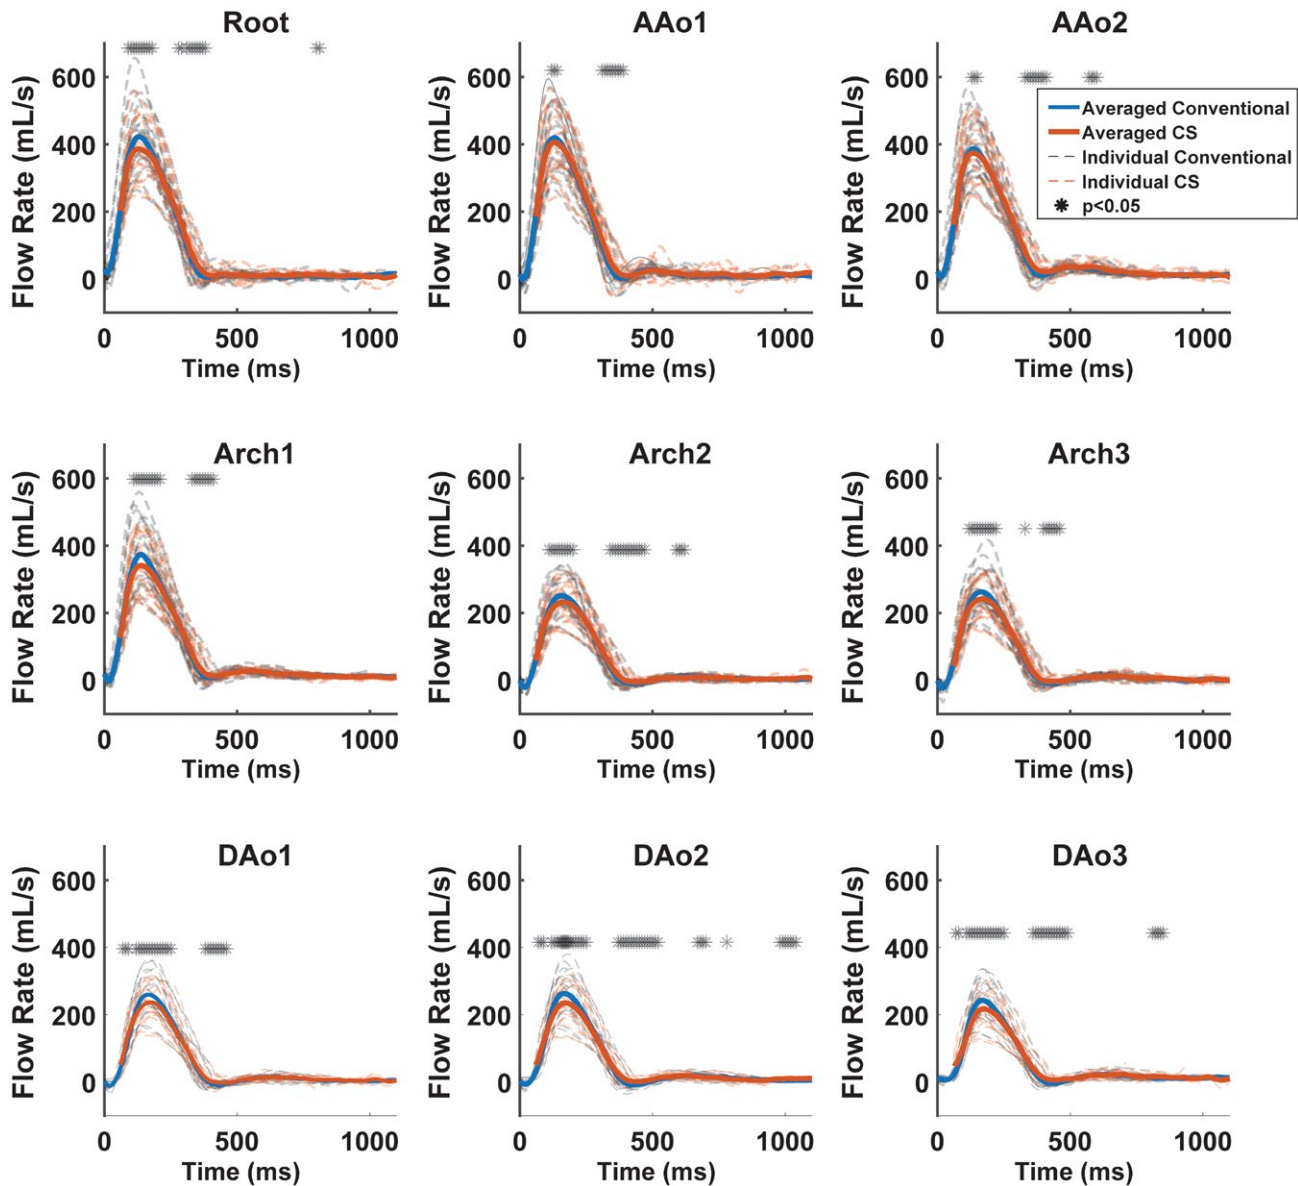 Root
AAo1
AAo2
Flow Rate (mL/s)
600
400
200
0
0 500 1000
Time (ms)
Flow Rate (mL/s)
600
400
200
0
0 500 1000
Time (ms)
Flow Rate (mL/s)
600
400
200
0
0 500 1000
Time (ms)
Averaged Conventional
Averaged CS
Individual Conventional
Individual CS
p<0.05
Arch1
Arch2
Arch3
Flow Rate (mL/s)
600
400
200
0
0 500 1000
Time (ms)
Flow Rate (mL/s)
600
400
200
0
0 500 1000
Time (ms)
Flow Rate (mL/s)
600
400
200
0
0 500 1000
Time (ms)
DAo1
DAo2
DAo3
Flow Rate (mL/s)
600
400
200
0
0 500 1000
Time (ms)
Flow Rate (mL/s)
600
400
200
0
0 500 1000
Time (ms)
Flow Rate (mL/s)
600
400
200
0
0 500 1000
Time (ms)